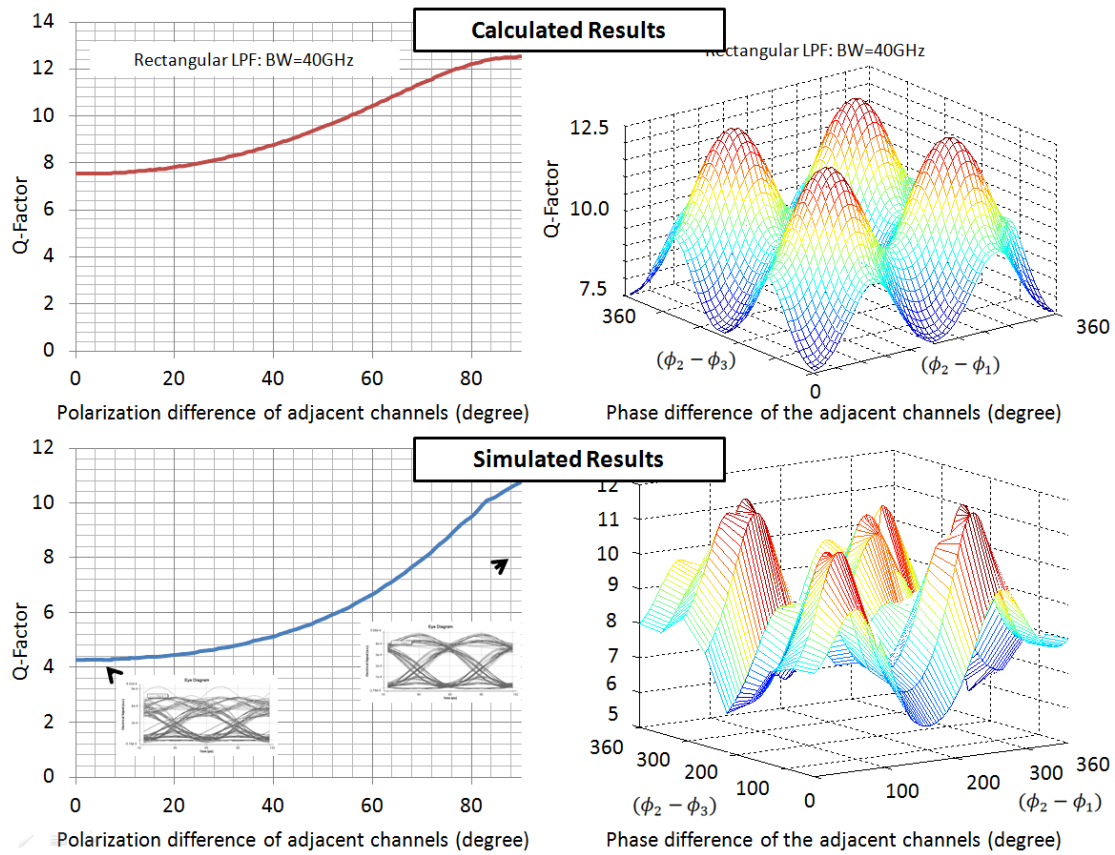 Calculated Results
14
12
10
8
6
4
2
0
Q-Factor
Rectangular LPF: BW=40GHz
0
20
40
60
80
Polarization difference of adjacent channels (degree)
Rectangular LPF: BW=40GHz
12.5
10.0
7.5
Q-Factor
360
(ϕ₂ − ϕ₃)
0
(ϕ₂ − ϕ₁)
360
Phase difference of the adjacent channels (degree)
Simulated Results
12
10
8
6
4
2
0
Q-Factor
Eye Diagram
Eye Diagram
0
20
40
60
80
Polarization difference of adjacent channels (degree)
12
11
10
9
8
7
6
5
360
300
200
100
0
(ϕ₂ − ϕ₃)
100
200
300
360
(ϕ₂ − ϕ₁)
Phase difference of the adjacent channels (degree)